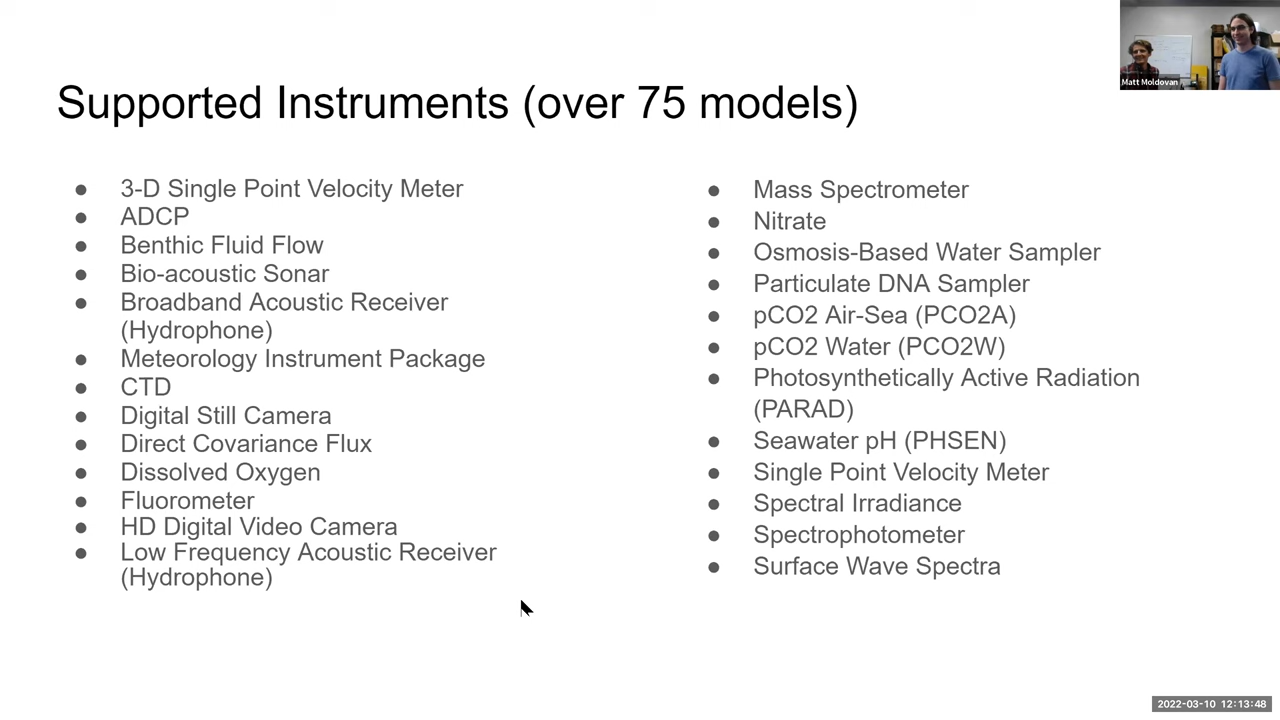 Matt Moldovan
Supported Instruments (over 75 models)
● 3-D Single Point Velocity Meter
● ADCP
● Benthic Fluid Flow
● Bio-acoustic Sonar
● Broadband Acoustic Receiver
(Hydrophone)
● Meteorology Instrument Package
● CTD
● Digital Still Camera
● Direct Covariance Flux
● Dissolved Oxygen
● Fluorometer
● HD Digital Video Camera
● Low Frequency Acoustic Receiver
(Hydrophone)
● Mass Spectrometer
● Nitrate
● Osmosis-Based Water Sampler
● Particulate DNA Sampler
● pCO2 Air-Sea (PCO2A)
● pCO2 Water (PCO2W)
● Photosynthetically Active Radiation
(PARAD)
● Seawater pH (PHSEN)
● Single Point Velocity Meter
● Spectral Irradiance
● Spectrophotometer
● Surface Wave Spectra
2022-03-10 12:13:48